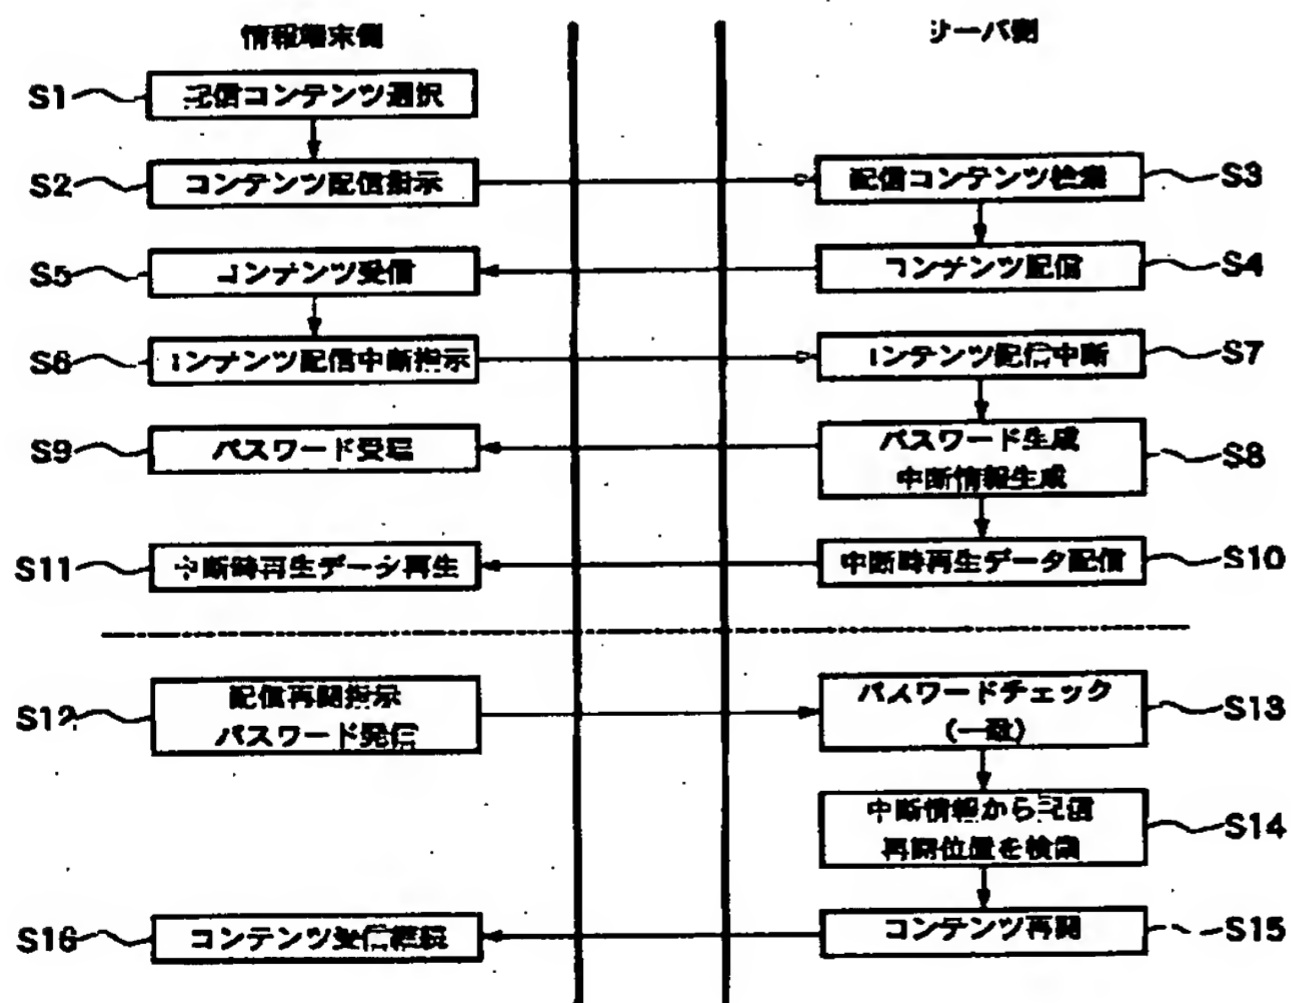 情報端末側
サーバ側
S1
配信コンテンツ選択
S2
コンテンツ配信指示
配信コンテンツ検索
S3
S5
コンテンツ受信
コンテンツ配信
S4
S6
コンテンツ配信中断指示
コンテンツ配信中断
S7
S9
パスワード受理
パスワード生成
中断情報生成
S8
S11
中断時再生データ再生
中断時再生データ配信
S10
S12
配信再開指示
パスワード発信
パスワードチェック
(一致)
S13
中断情報から配信
再開位置を検索
S14
S16
コンテンツ受信継続
コンテンツ再開
S15